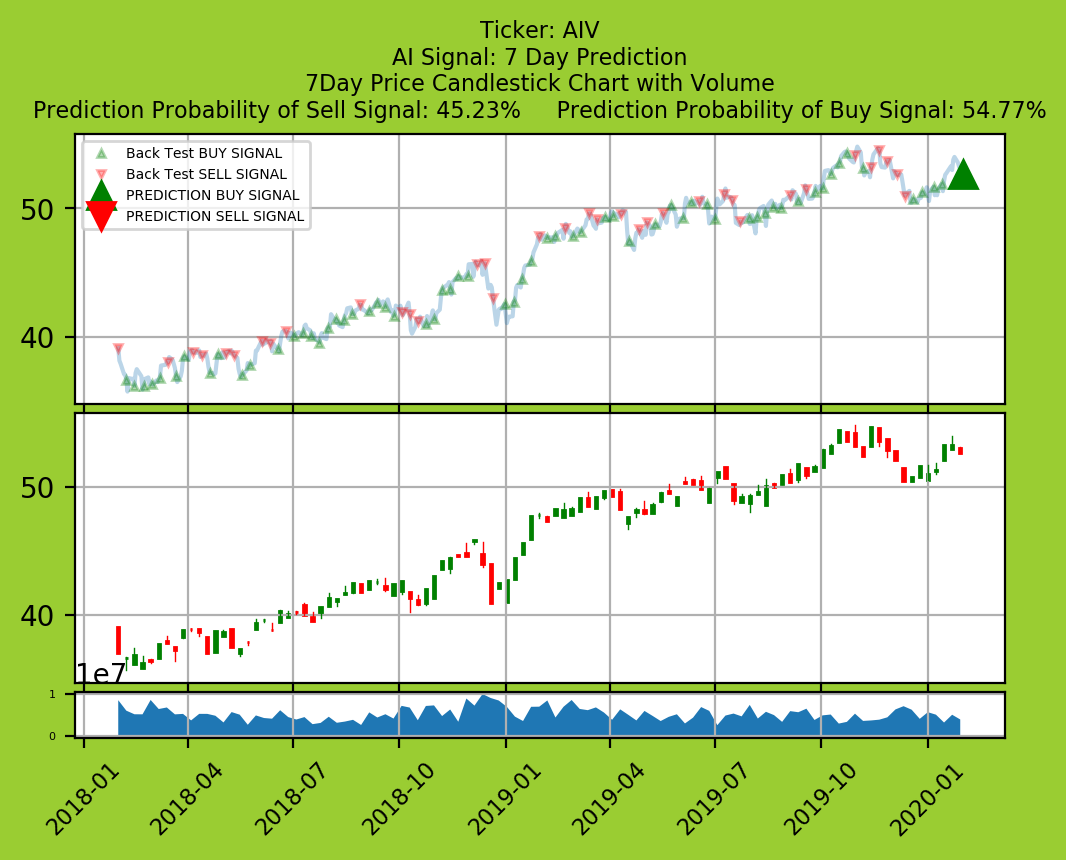 Ticker: AIV
AI Signal: 7 Day Prediction
7Day Price Candlestick Chart with Volume
Prediction Probability of Sell Signal: 45.23% Prediction Probability of Buy Signal: 54.77%
Back Test BUY SIGNAL
Back Test SELL SIGNAL
PREDICTION BUY SIGNAL
PREDICTION SELL SIGNAL
50
40
50
40
1e7
1
0
2018-01 2018-04 2018-07 2018-10 2019-01 2019-04 2019-07 2019-10 2020-01